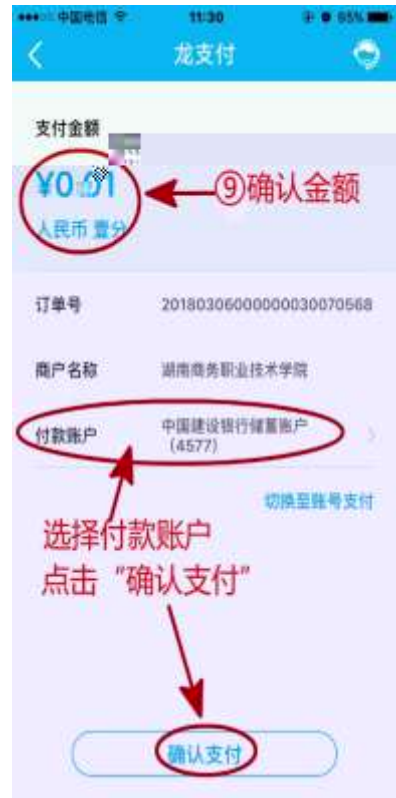 中国电信 11:30 95%
龙支付
支付金额
¥0.01
⑨确认金额
人民币 壹分
订单号 20180306000000030070568
商户名称 湖南商务职业技术学院
付款账户 中国建设银行储蓄账户
(4577)
切换至账号支付
选择付款账户
点击“确认支付”
确认支付